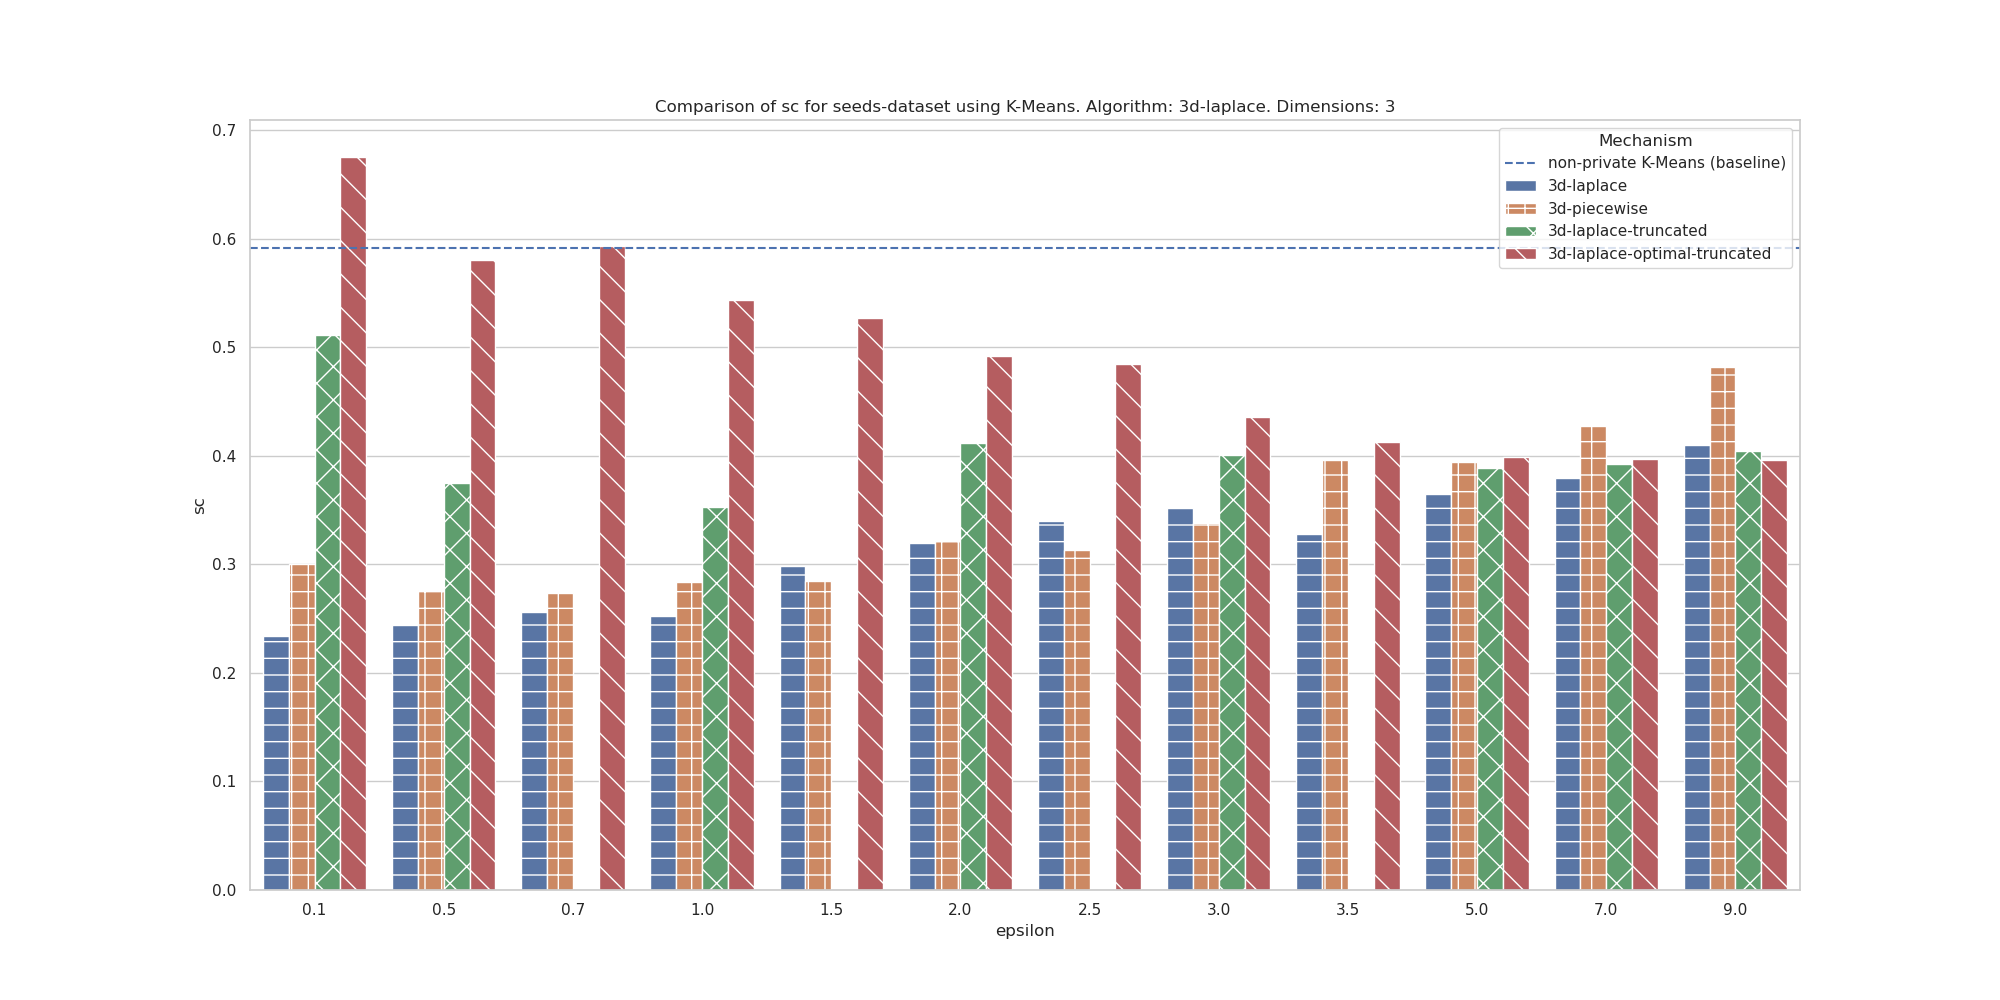 Comparison of sc for seeds-dataset using K-Means. Algorithm: 3d-laplace. Dimensions: 3
Mechanism
non-private K-Means (baseline)
3d-laplace
3d-piecewise
3d-laplace-truncated
3d-laplace-optimal-truncated
0.7
0.6
0.5
0.4
0.3
0.2
0.1
0.0
sc
0.1 0.5 0.7 1.0 1.5 2.0 2.5 3.0 3.5 5.0 7.0 9.0
epsilon